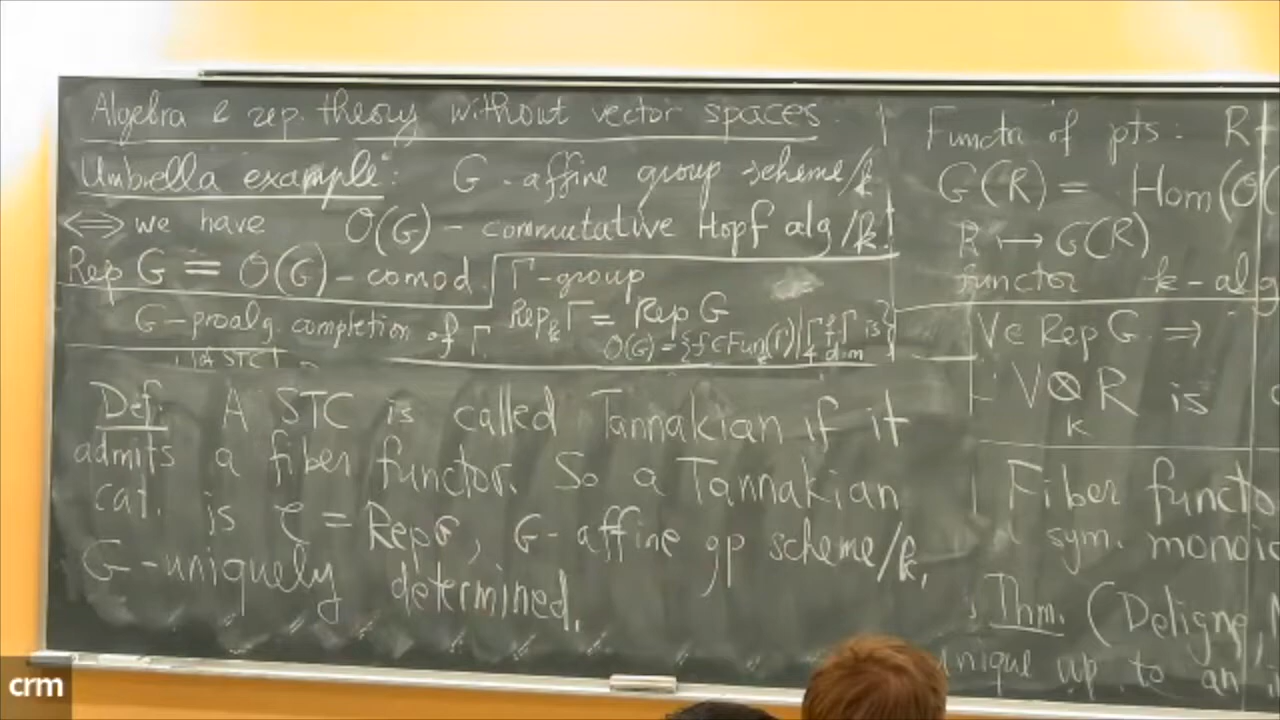 Algebra & rep. theory without vector spaces.
Umbrella example: G - affine group scheme/k
⟺ we have O(G) - commutative Hopf alg/k.
Rep G = O(G)-comod
Γ-group
G-proalg. completion of Γ.
Rep_k Γ = Rep G
O(G) = {f∈Fun(Γ)|
Def. A STC is called Tannakian if it
admits a fiber functor. So a Tannakian
cat. is C = Rep G, G - affine gp scheme/k,
G-uniquely determined.
of pts: R
G(R) = Hom(O(
R ↦ G(R)
functor k-alg
V∈Rep G ⇒
V⊗R is
k
Fiber functo
sym. monoi
Thm. (Deligne,
unique up to an
crm